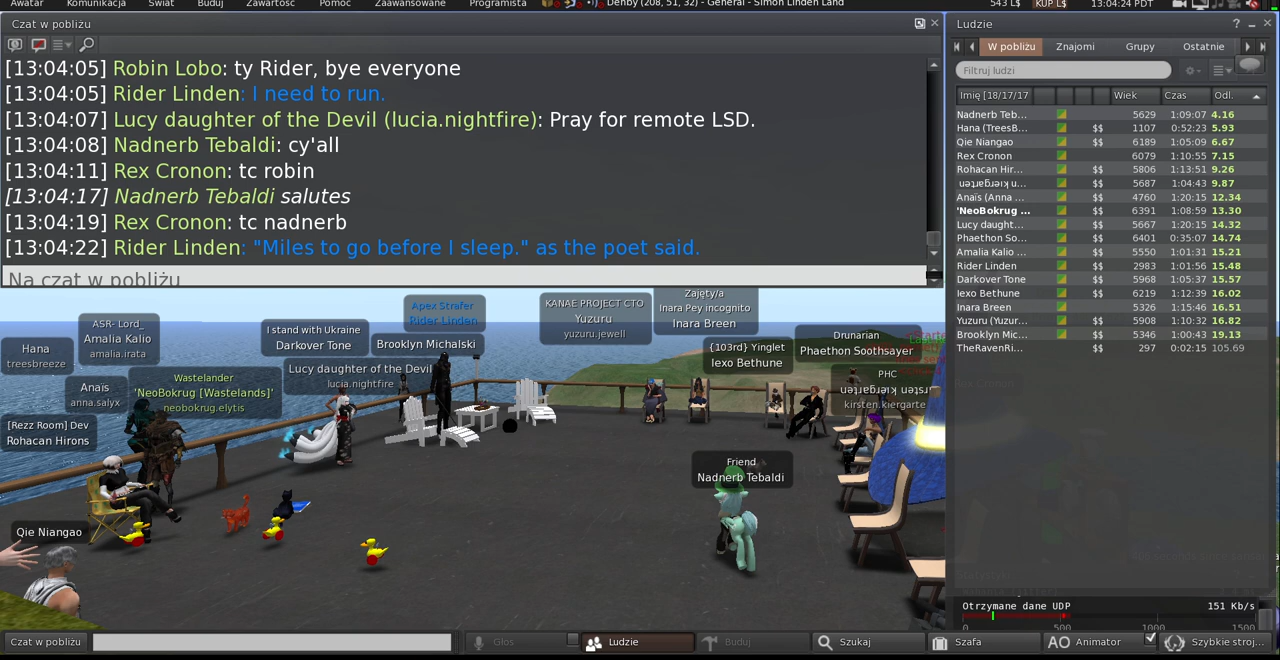 Awatar Komunikacja Świat Buduj Zawartość Pomoc Zaawansowane Programista Denby (208, 51, 32) - General - Simon Linden Land 543 L$ KUP L$ 13:04:24 PDT
Czat w pobliżu
[13:04:05] Robin Lobo: ty Rider, bye everyone
[13:04:05] Rider Linden: I need to run.
[13:04:07] Lucy daughter of the Devil (lucia.nightfire): Pray for remote LSD.
[13:04:08] Nadnerb Tebaldi: cy'all
[13:04:11] Rex Cronon: tc robin
[13:04:17] Nadnerb Tebaldi salutes
[13:04:19] Rex Cronon: tc nadnerb
[13:04:22] Rider Linden: "Miles to go before I sleep." as the poet said.
Na czat w pobliżu
Ludzie
W pobliżu Znajomi Grupy Ostatnie
Filtruj ludzi
Imię [18/17/17 Wiek Czas Odl.
Nadnerb Teb... 5629 1:09:07 4.16
Hana (TreesB... $$ 1107 0:52:23 5.93
Qie Niangao $$ 6189 1:05:09 6.67
Rex Cronon 6079 1:10:55 7.15
Rohacan Hir... $$ 5806 1:13:51 9.26
$$ 5687 1:04:43 9.87
Anaïs (Anna ... $$ 4760 1:20:15 12.34
'NeoBokrug ... $$ 6391 1:08:59 13.30
Lucy daught... $$ 5667 1:20:15 14.32
Phaethon So... $$ 6401 0:35:07 14.74
Amalia Kalio ... $$ 5550 1:01:31 15.21
Rider Linden 2983 1:01:56 15.48
Darkover Tone $$ 5968 1:05:37 15.57
Iexo Bethune $$ 6219 1:12:39 16.02
Inara Breen 5326 1:15:46 16.51
Yuzuru (Yuzur... $$ 5908 1:10:32 16.82
Brooklyn Mic... $$ 5346 1:00:43 19.13
TheRavenRi... $$ 297 0:02:15 105.69
Hana
treesbreeze
ASR- Lord_
Amalia Kalio
amalia.irata
Anaïs
anna.salyx
[Rezz Room] Dev
Rohacan Hirons
Wastelander
'NeoBokrug [Wastelands]'
neobokrug.elytis
I stand with Ukraine
Darkover Tone
Lucy daughter of the Devil
lucia.nightfire
Apex Strafer
Rider Linden
Brooklyn Michalski
KANAE PROJECT CTO
Yuzuru
yuzuru.jewell
Zajęty/a
Inara Pey incognito
Inara Breen
{103rd} Yinglet
Iexo Bethune
Drunarian
Phaethon Soothsayer
PHC
kirsten.kiergarte
Friend
Nadnerb Tebaldi
Qie Niangao
Otrzymane dane UDP 151 Kb/s
0 500 1000 1500
Czat w pobliżu Głos Ludzie Buduj Szukaj Szafa AO Animator Szybkie stroj...